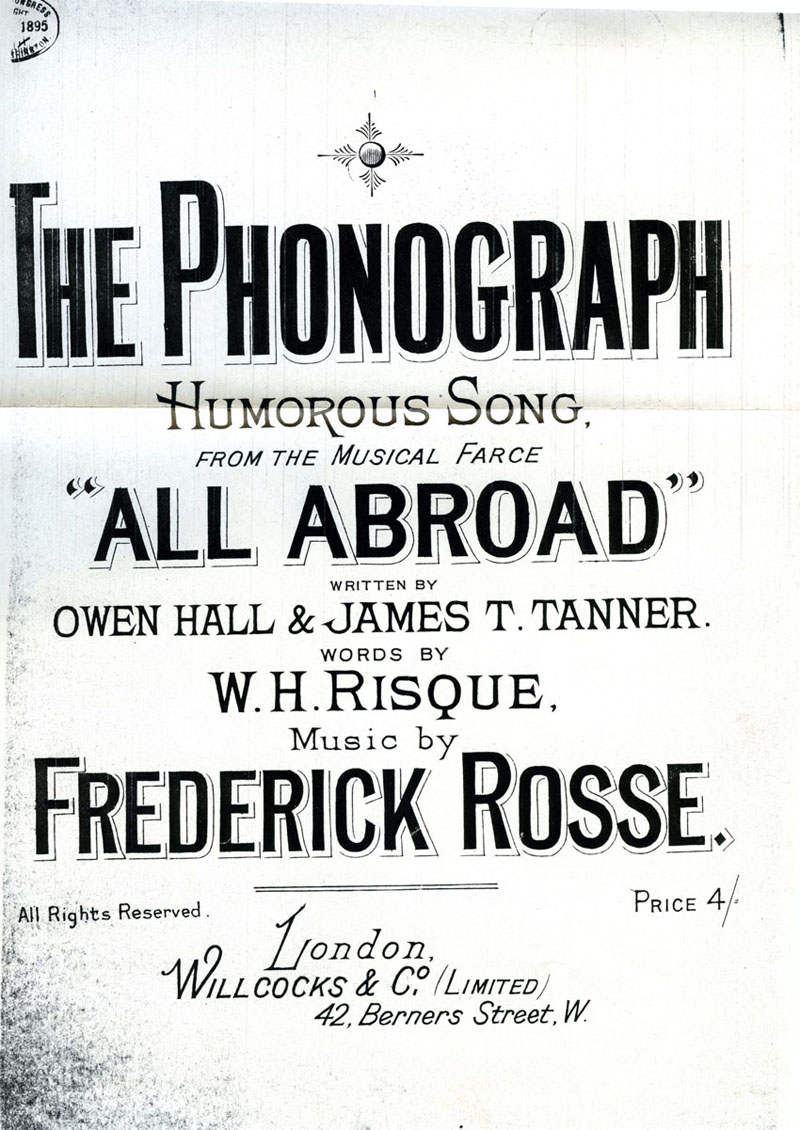 1895
THE PHONOGRAPH
HUMOROUS SONG,
FROM THE MUSICAL FARCE
"ALL ABROAD"
WRITTEN BY
OWEN HALL & JAMES T. TANNER.
WORDS BY
W. H. RISQUE,
Music by
FREDERICK ROSSE.
All Rights Reserved.
PRICE 4/-
London,
WILLCOCKS & Co. (LIMITED)
42, Berners Street, W.